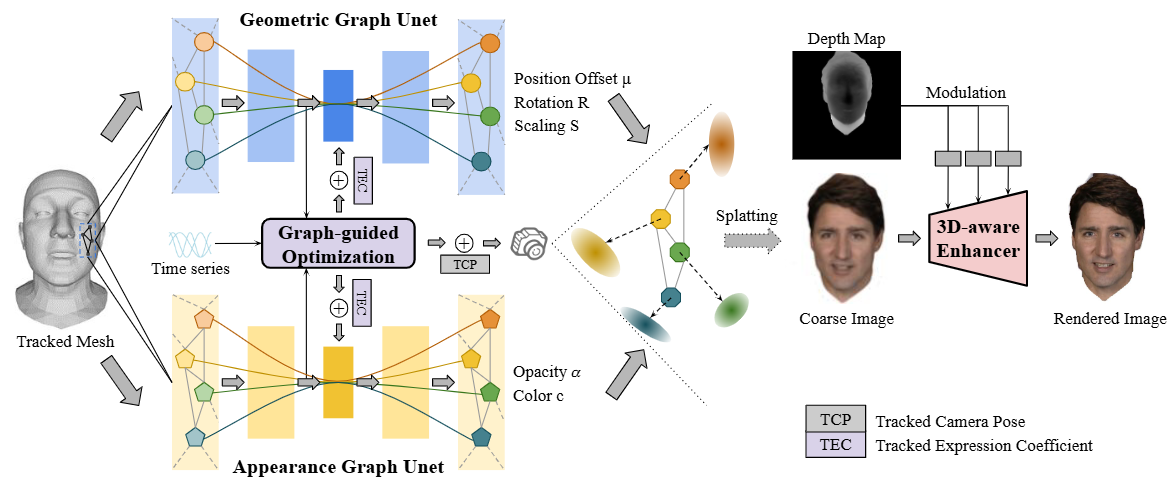 Geometric Graph Unet
Depth Map
Position Offset μ
Rotation R
Scaling S
Modulation
TEC
Splatting
3D-aware
Enhancer
Graph-guided
Optimization
Time series
TCP
TEC
Tracked Mesh
Coarse Image
Rendered Image
Opacity α
Color c
TCP
Tracked Camera Pose
TEC
Tracked Expression Coefficient
Appearance Graph Unet